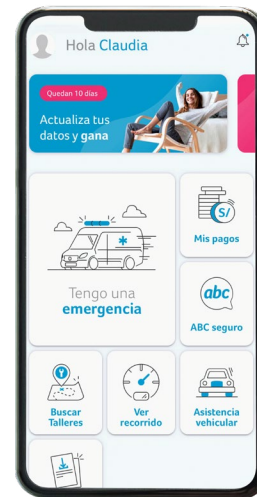 Hola Claudia
Quedan 10 días
Actualiza tus
datos y gana
Tengo una
emergencia
S/
Mis pagos
abc
ABC seguro
Buscar
Talleres
Ver
recorrido
Asistencia
vehicular